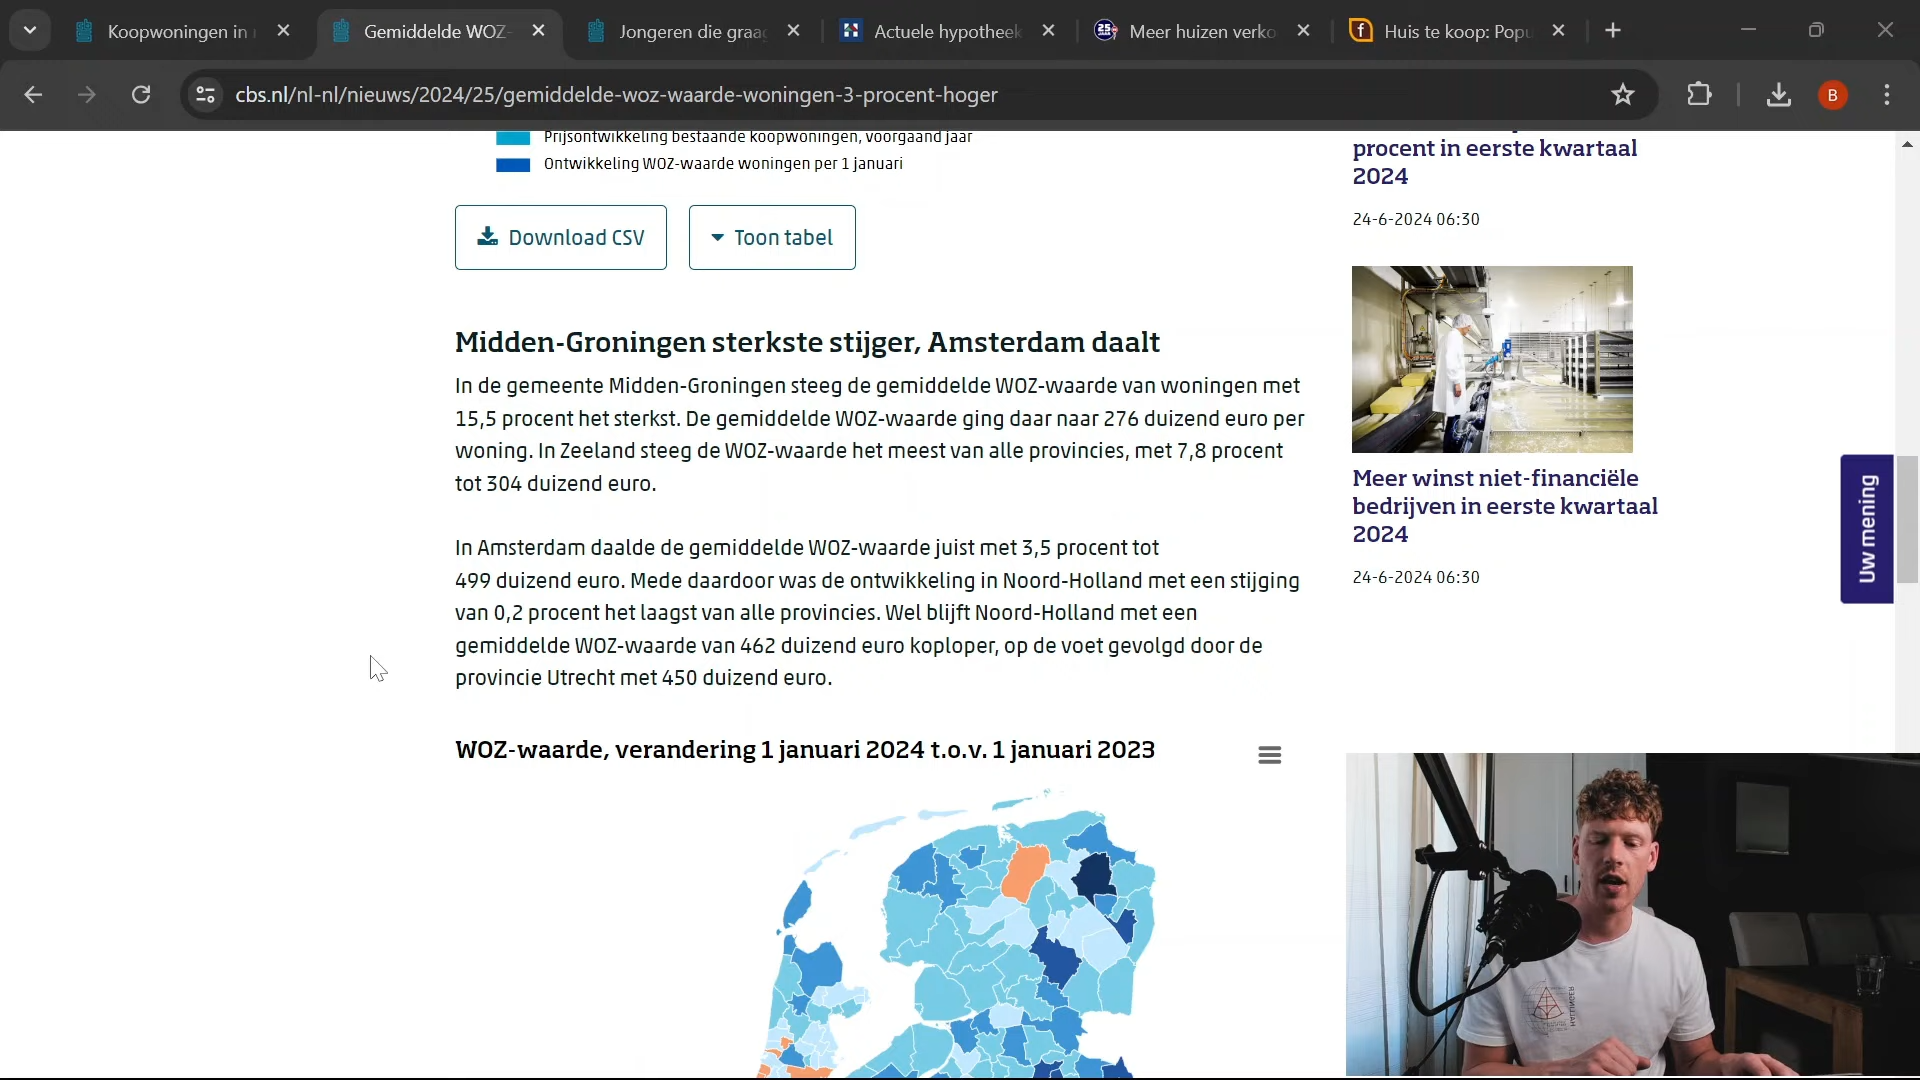 Koopwoningen in
Gemiddelde WOZ-
Jongeren die graa
Actuele hypotheek
Meer huizen verko
Huis te koop: Popu
cbs.nl/nl-nl/nieuws/2024/25/gemiddelde-woz-waarde-woningen-3-procent-hoger
B
Prijsontwikkeling bestaande koopwoningen, voorgaand jaar
Ontwikkeling WOZ-waarde woningen per 1 januari
Download CSV
Toon tabel
Midden-Groningen sterkste stijger, Amsterdam daalt
In de gemeente Midden-Groningen steeg de gemiddelde WOZ-waarde van woningen met
15,5 procent het sterkst. De gemiddelde WOZ-waarde ging daar naar 276 duizend euro per
woning. In Zeeland steeg de WOZ-waarde het meest van alle provincies, met 7,8 procent
tot 304 duizend euro.
In Amsterdam daalde de gemiddelde WOZ-waarde juist met 3,5 procent tot
499 duizend euro. Mede daardoor was de ontwikkeling in Noord-Holland met een stijging
van 0,2 procent het laagst van alle provincies. Wel blijft Noord-Holland met een
gemiddelde WOZ-waarde van 462 duizend euro koploper, op de voet gevolgd door de
provincie Utrecht met 450 duizend euro.
WOZ-waarde, verandering 1 januari 2024 t.o.v. 1 januari 2023
procent in eerste kwartaal
2024
24-6-2024 06:30
Meer winst niet-financiële
bedrijven in eerste kwartaal
2024
24-6-2024 06:30
Uw mening